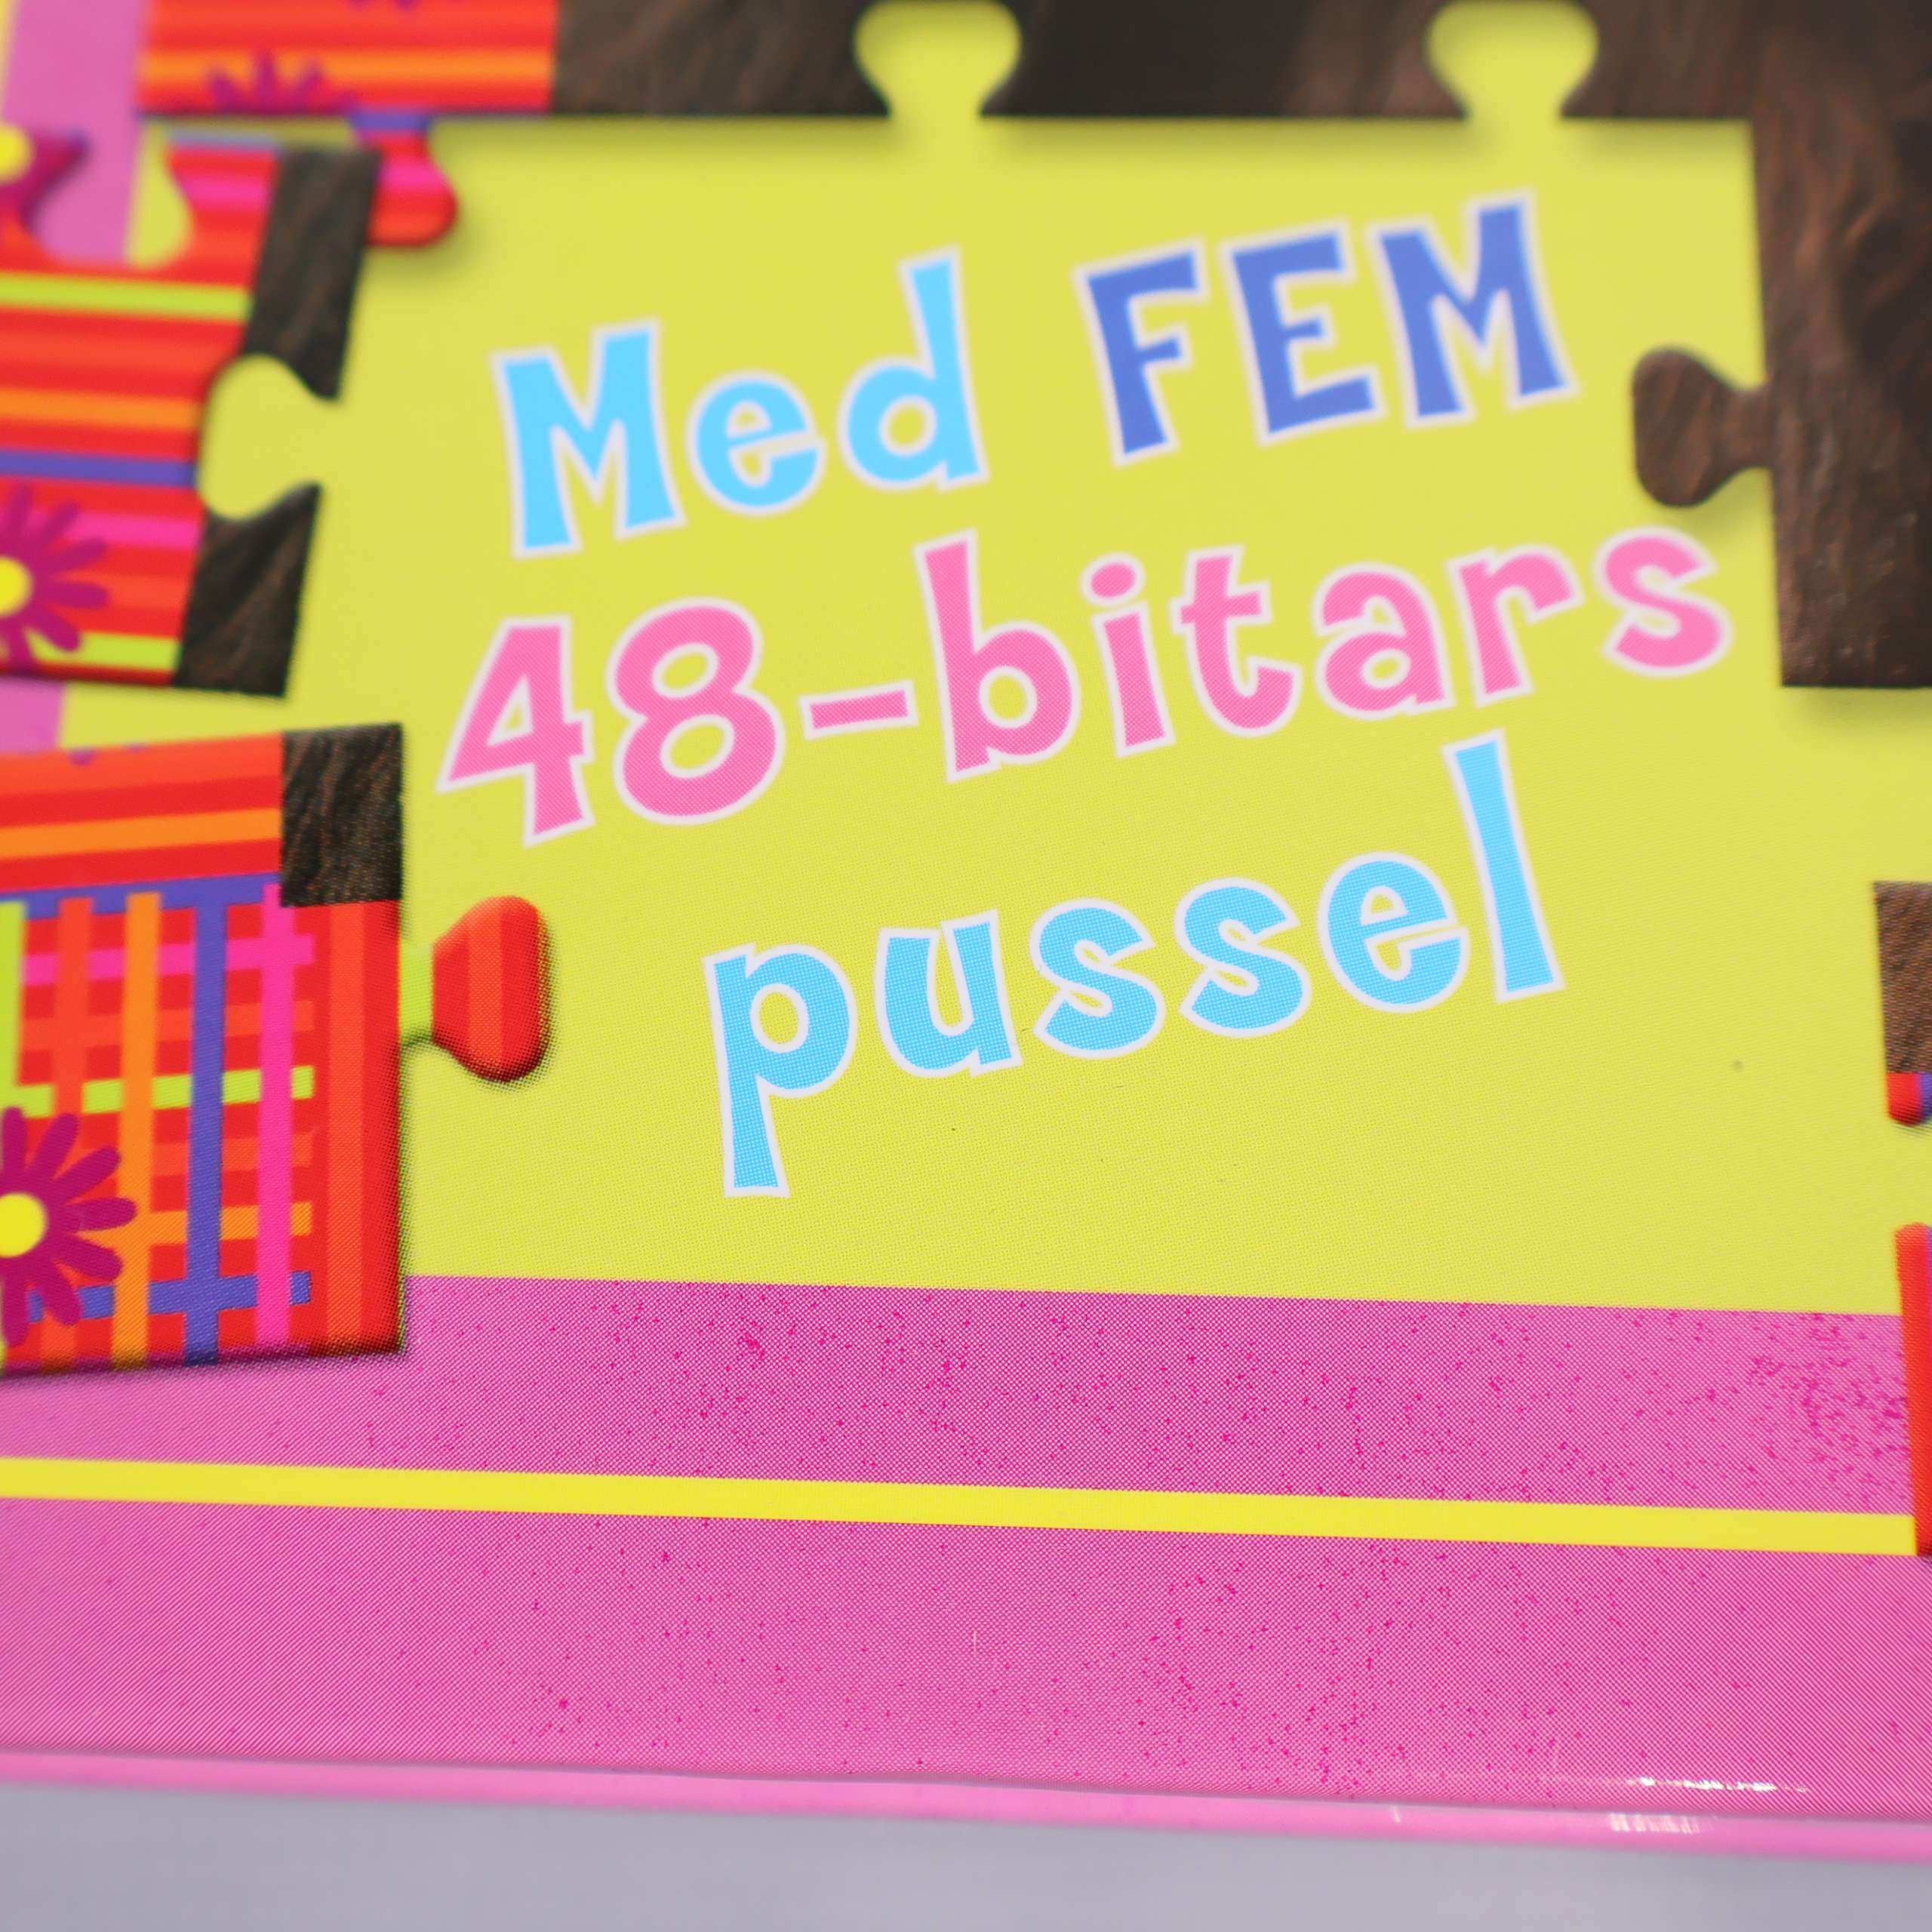 Med FEM
48-bitars
pussel